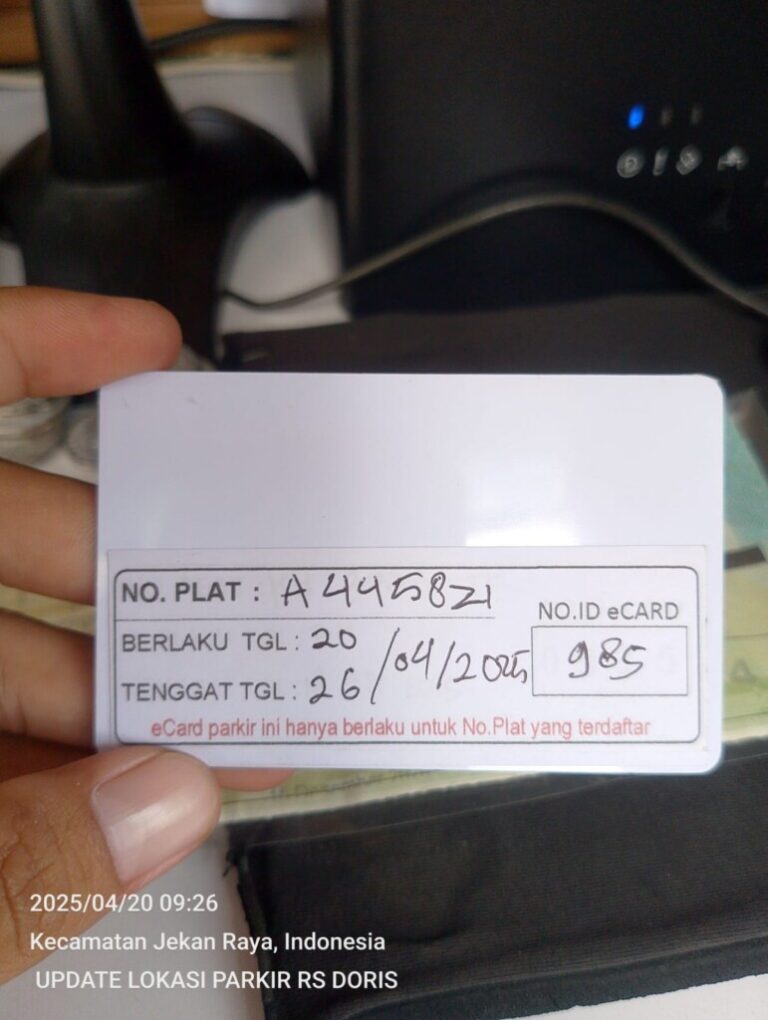 NO. PLAT : A 4458 ZI
NO.ID eCARD
BERLAKU TGL : 20
/04/2025
985
TENGGAT TGL : 26
eCard parkir ini hanya berlaku untuk No.Plat yang terdaftar
2025/04/20 09:26
Kecamatan Jekan Raya, Indonesia
UPDATE LOKASI PARKIR RS DORIS